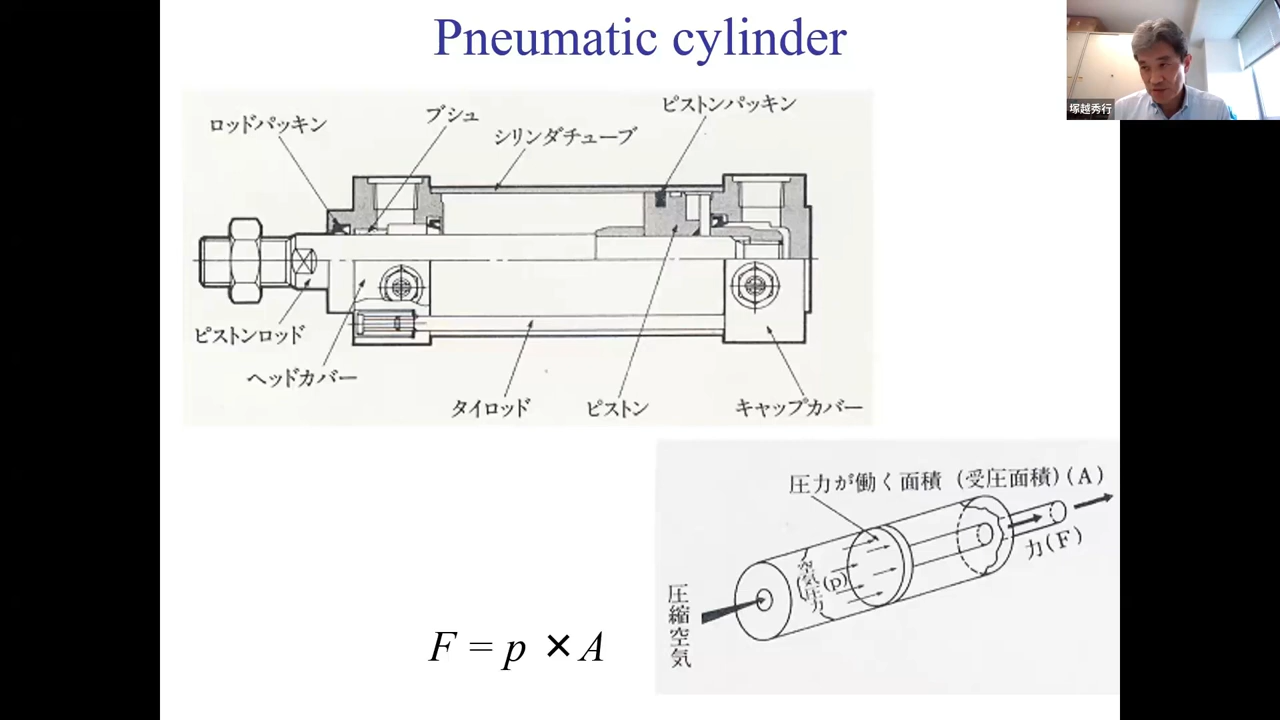 Pneumatic cylinder
塚越秀行
ロッドパッキン
ブシュ
シリンダチューブ
ピストンパッキン
ピストンロッド
ヘッドカバー
タイロッド
ピストン
キャップカバー
圧力が働く面積(受圧面積)(A)
力(F)
空気圧力
(p)
圧縮空気
F = p × A